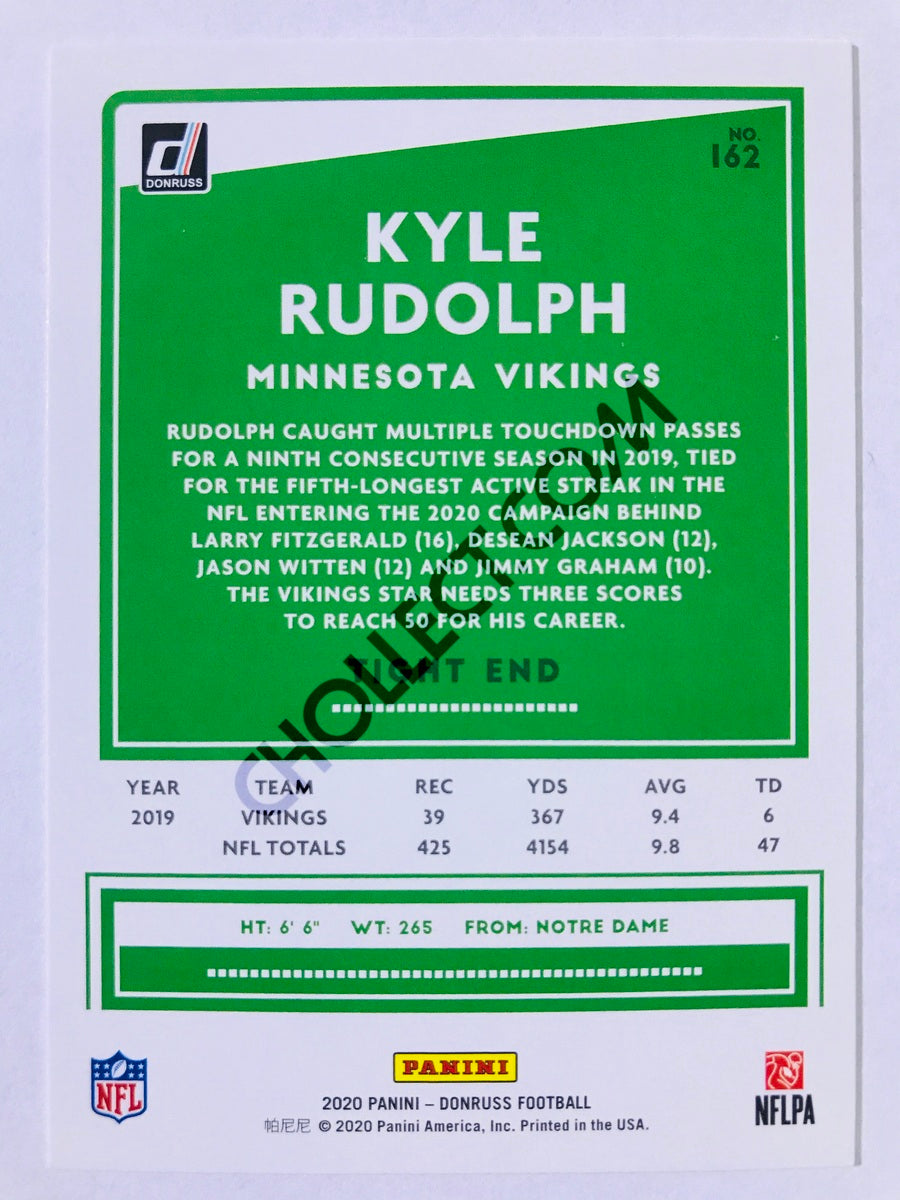 DONRUSS
NO.
162
KYLE
RUDOLPH
MINNESOTA VIKINGS
RUDOLPH CAUGHT MULTIPLE TOUCHDOWN PASSES
FOR A NINTH CONSECUTIVE SEASON IN 2019, TIED
FOR THE FIFTH-LONGEST ACTIVE STREAK IN THE
NFL ENTERING THE 2020 CAMPAIGN BEHIND
LARRY FITZGERALD (16), DESEAN JACKSON (12),
JASON WITTEN (12) AND JIMMY GRAHAM (10).
THE VIKINGS STAR NEEDS THREE SCORES
TO REACH 50 FOR HIS CAREER.
TIGHT END
CHOLLECT.COM
YEAR TEAM REC YDS AVG TD
2019 VIKINGS 39 367 9.4 6
NFL TOTALS 425 4154 9.8 47
HT: 6' 6" WT: 265 FROM: NOTRE DAME
NFL
PANINI
NFLPA
2020 PANINI – DONRUSS FOOTBALL
帕尼尼 © 2020 Panini America, Inc. Printed in the USA.